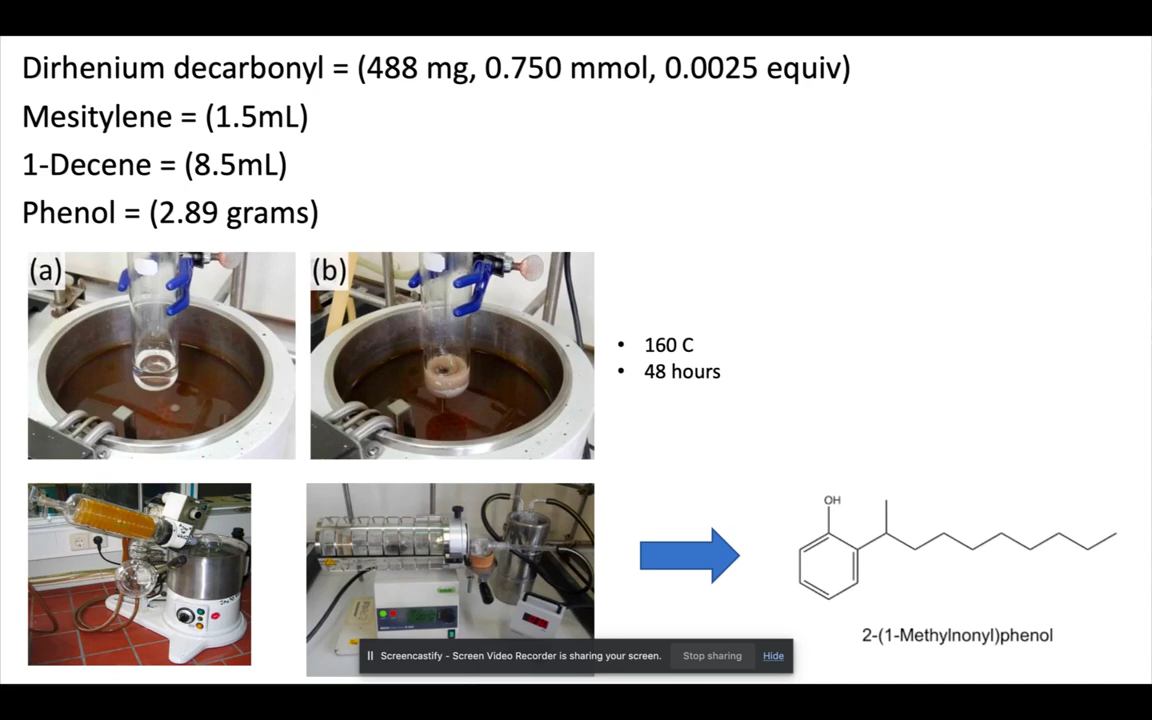 Dirhenium decarbonyl = (488 mg, 0.750 mmol, 0.0025 equiv)
Mesitylene = (1.5mL)
1-Decene = (8.5mL)
Phenol = (2.89 grams)
(a)
(b)
• 160 C
• 48 hours
OH
2-(1-Methylnonyl)phenol
Screencastify - Screen Video Recorder is sharing your screen.
Stop sharing
Hide